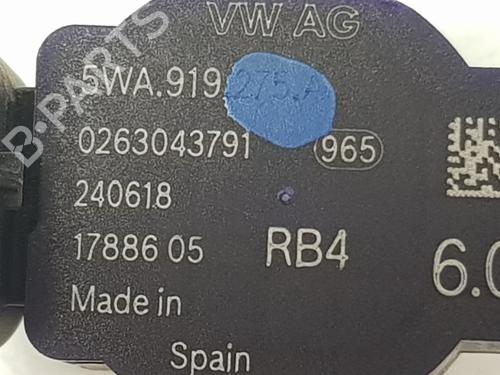 VW AG
5WA.919.275.A
0263043791 965
240618
17886 05 RB4 6.0
Made in
Spain
B-PARTS